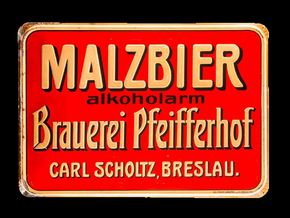 MALZBIER
alkoholarm
Brauerei Pfeifferhof
CARL SCHOLTZ, BRESLAU.